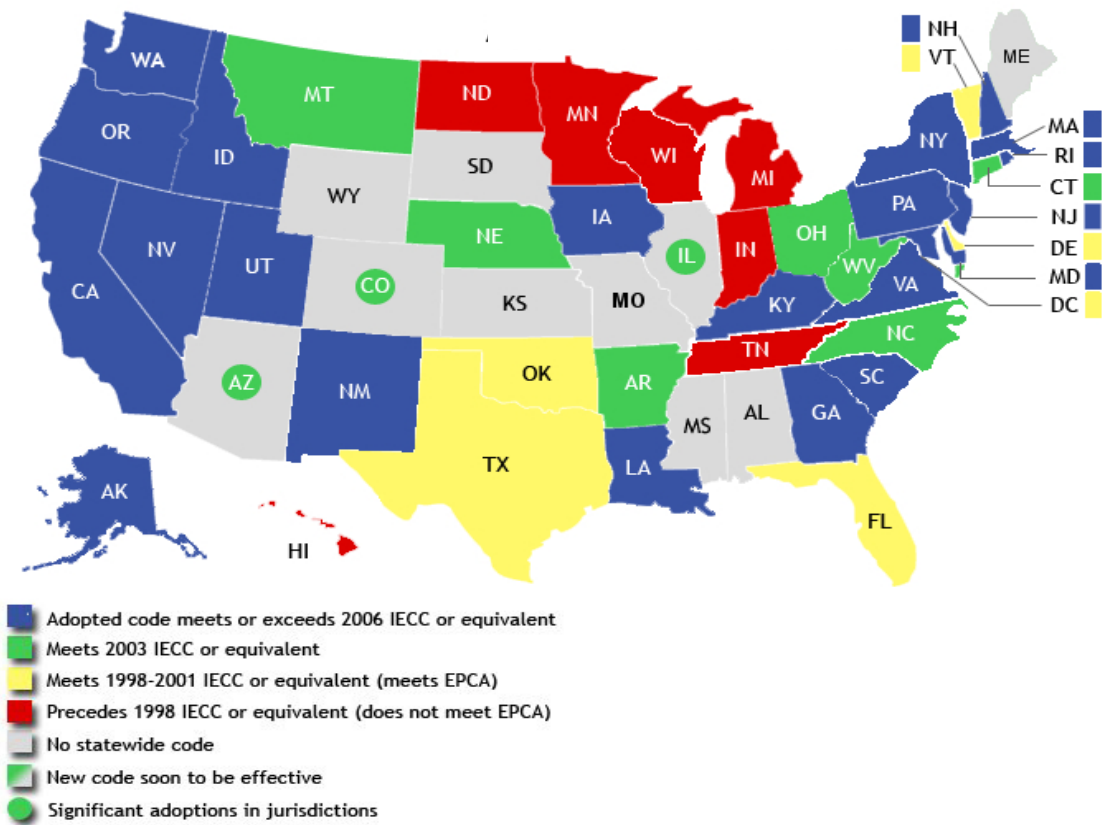 NH
VT
ME
WA
MT
ND
MN
OR
ID
SD
WI
MI
NY
MA
RI
CT
WY
IA
PA
NJ
NE
OH
IL
IN
DE
NV
UT
WV
MD
CA
CO
KS
MO
KY
VA
DC
AZ
NM
OK
AR
TN
NC
SC
MS
AL
GA
TX
LA
AK
FL
HI
Adopted code meets or exceeds 2006 IECC or equivalent
Meets 2003 IECC or equivalent
Meets 1998-2001 IECC or equivalent (meets EPCA)
Precedes 1998 IECC or equivalent (does not meet EPCA)
No statewide code
New code soon to be effective
Significant adoptions in jurisdictions